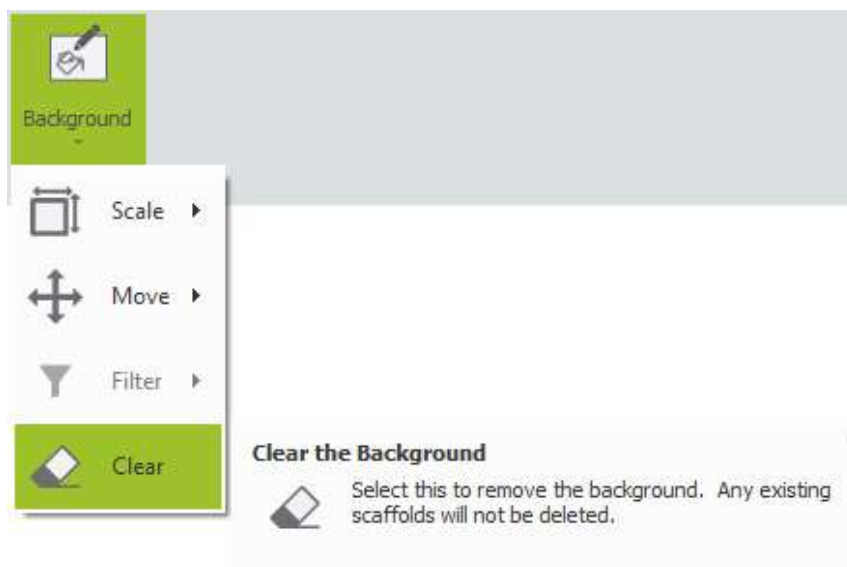 Background
Scale
Move
Filter
Clear
Clear the Background
Select this to remove the background. Any existing
scaffolds will not be deleted.